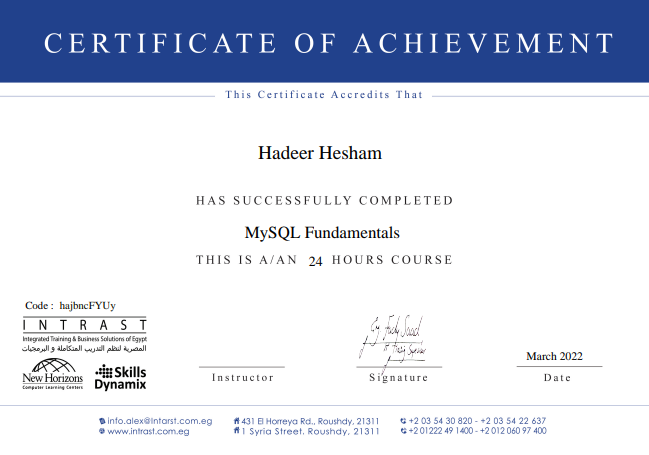 CERTIFICATE OF ACHIEVEMENT
This Certificate Accredits That
Hadeer Hesham
HAS SUCCESSFULLY COMPLETED
MySQL Fundamentals
THIS IS A/AN 24 HOURS COURSE
Code : hajbncFYUy
INTRAST
Integrated Training & Business Solutions of Egypt
المصرية لنظم التدريب المتكاملة و البرمجيات
New Horizons
Computer Learning Centers
Skills
Dynamix
Instructor
Signature
March 2022
Date
info.alex@Intarst.com.eg 431 El Horreya Rd., Roushdy, 21311 +2 03 54 30 820 - +2 03 54 22 637
www.intrast.com.eg 1 Syria Street, Roushdy, 21311 +2 01222 49 1400 - +2 012 060 97 400